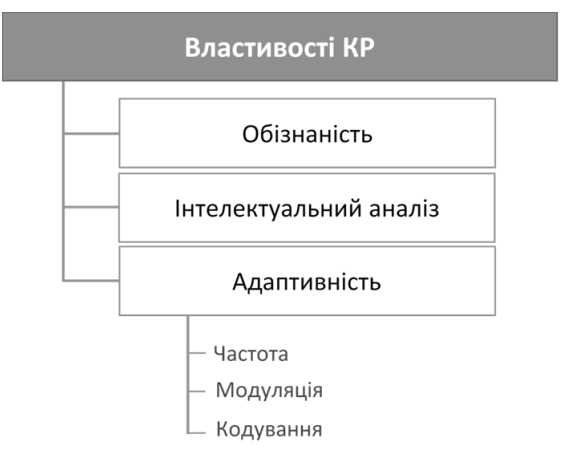 Властивості КР
Обізнаність
Інтелектуальний аналіз
Адаптивність
Частота
Модуляція
Кодування